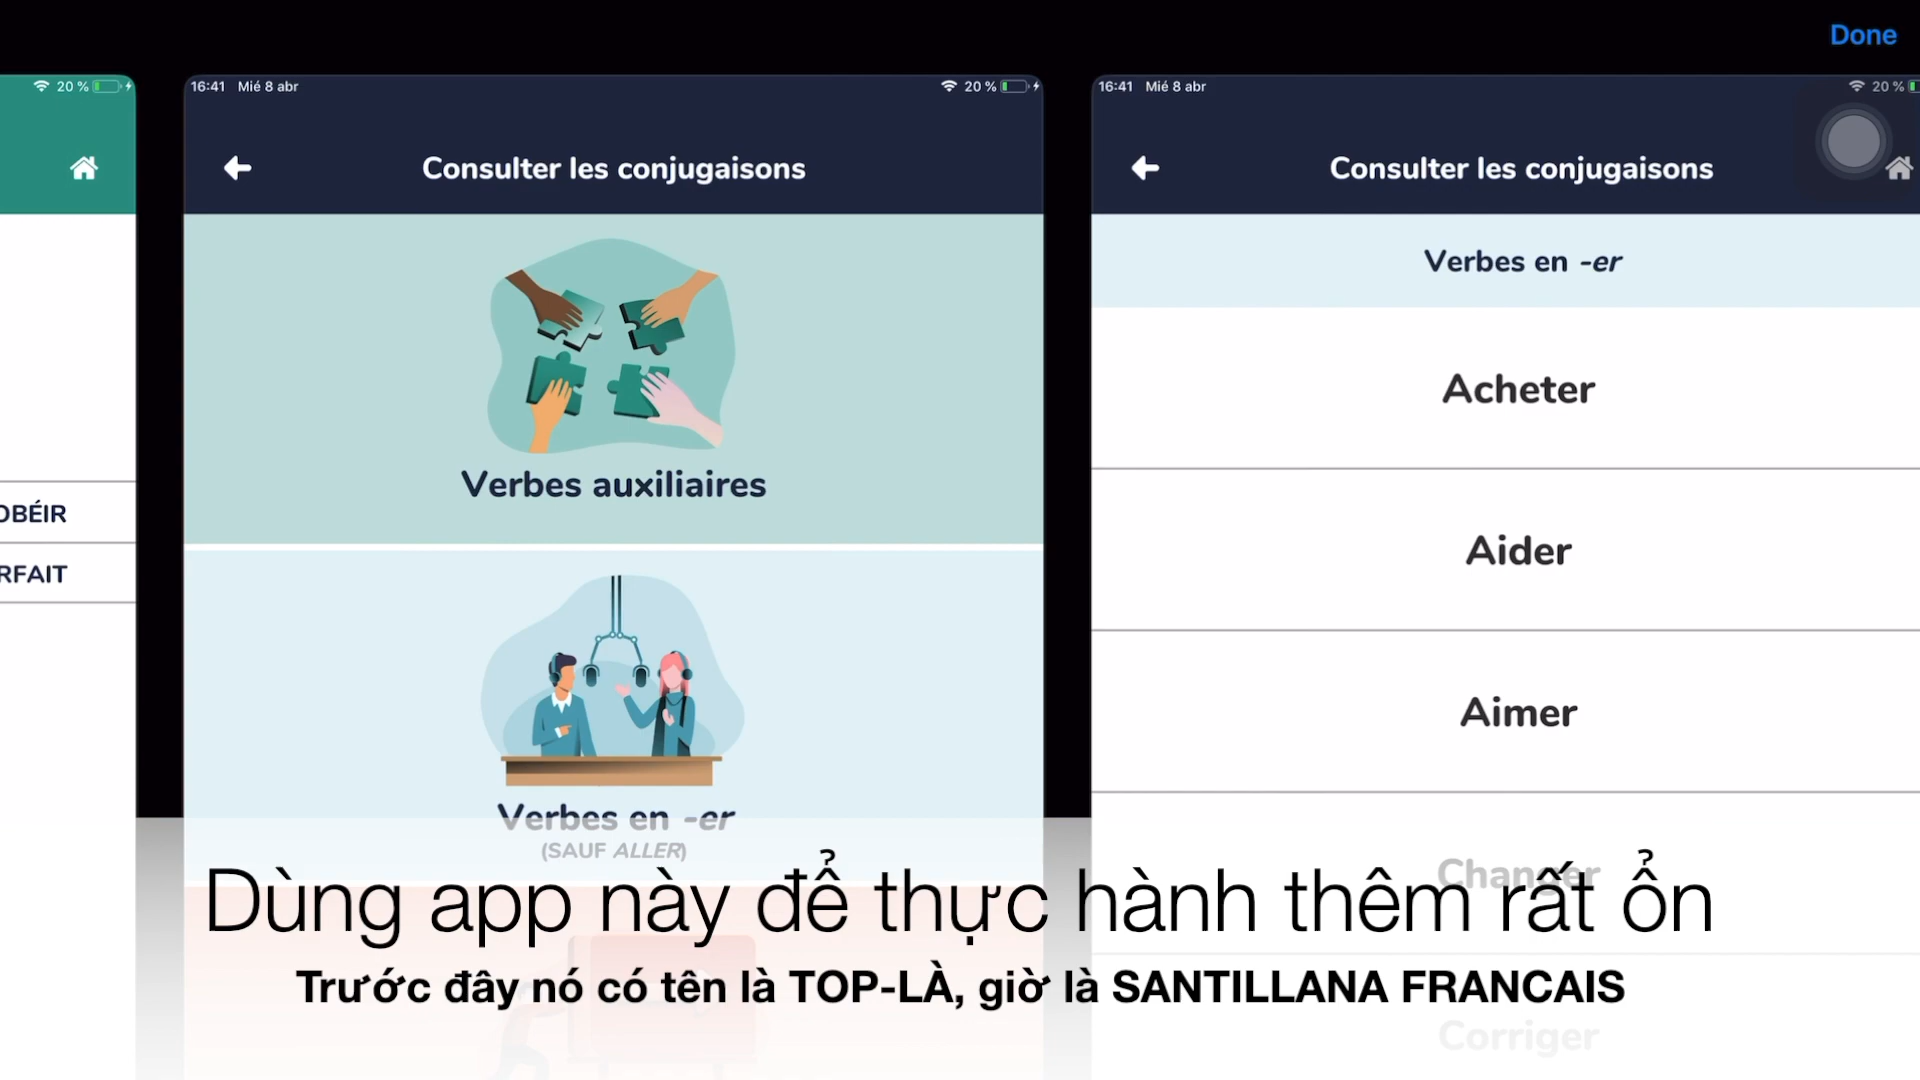 Done
20 %
OBÉIR
RFAIT
16:41 Mié 8 abr
20 %
Consulter les conjugaisons
Verbes auxiliaires
Verbes en -er
(SAUF ALLER)
16:41 Mié 8 abr
20 %
Consulter les conjugaisons
Verbes en -er
Acheter
Aider
Aimer
Changer
Corriger
Dùng app này để thực hành thêm rất ổn
Trước đây nó có tên là TOP-LÀ, giờ là SANTILLANA FRANCAIS